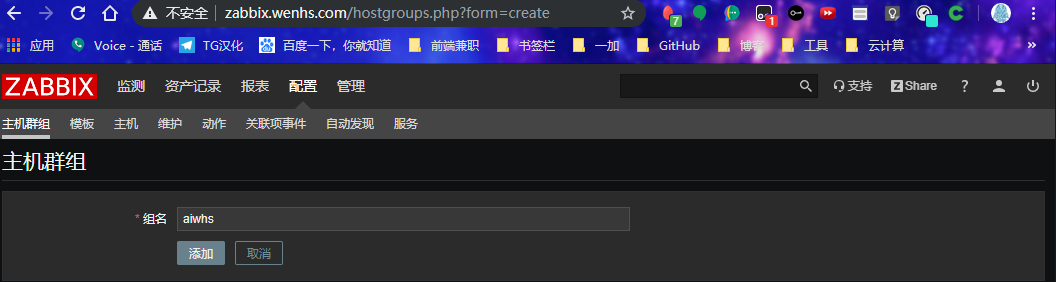 不安全 zabbix.wenhs.com/hostgroups.php?form=create 7 1
应用 Voice - 通话 TG汉化 百度一下，你就知道 前端兼职 书签栏 一加 GitHub 博客 工具 云计算 »
ZABBIX 监测 资产记录 报表 配置 管理 支持 Z Share ?
主机群组 模板 主机 维护 动作 关联项事件 自动发现 服务
主机群组
* 组名 aiwhs
添加 取消